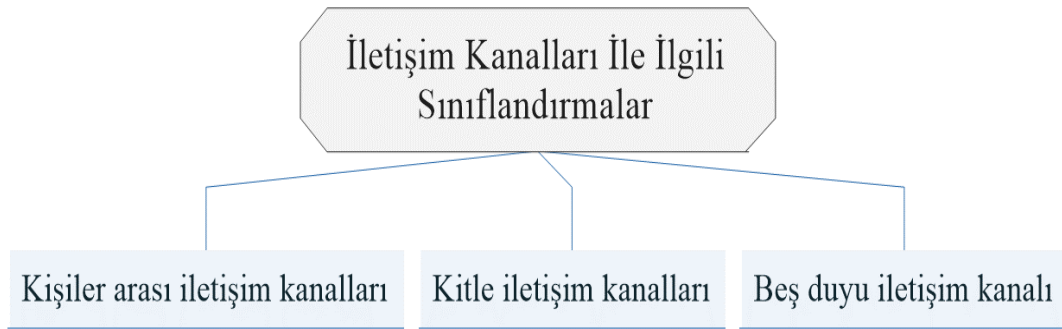 İletişim Kanalları İle İlgili
Sınıflandırmalar
Kişiler arası iletişim kanalları
Kitle iletişim kanalları
Beş duyu iletişim kanalı